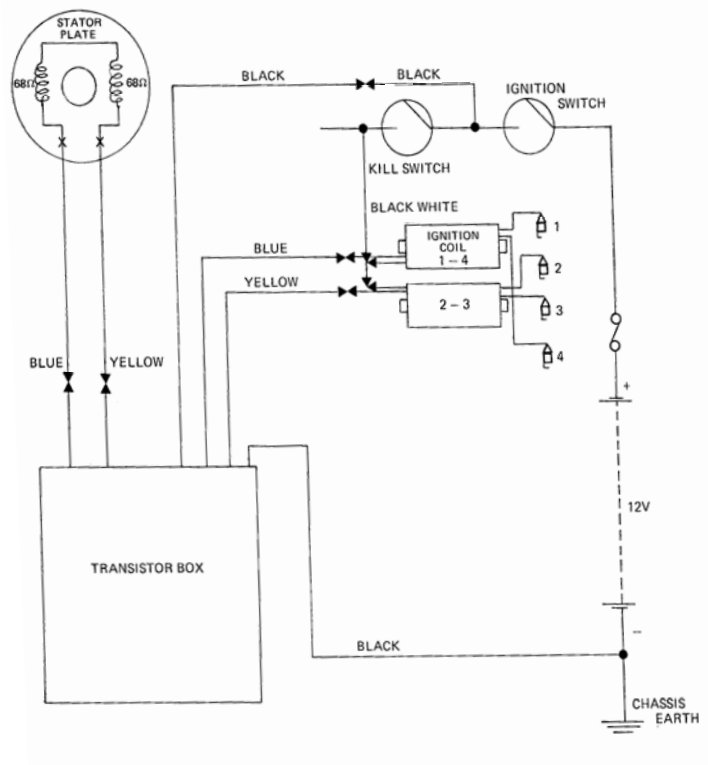 STATOR
PLATE
68Ω
68Ω
BLACK
BLACK
IGNITION
SWITCH
KILL SWITCH
BLACK WHITE
IGNITION
COIL
1 – 4
1
BLUE
2
YELLOW
2 – 3
3
4
BLUE
YELLOW
+
12V
TRANSISTOR BOX
–
BLACK
CHASSIS
EARTH